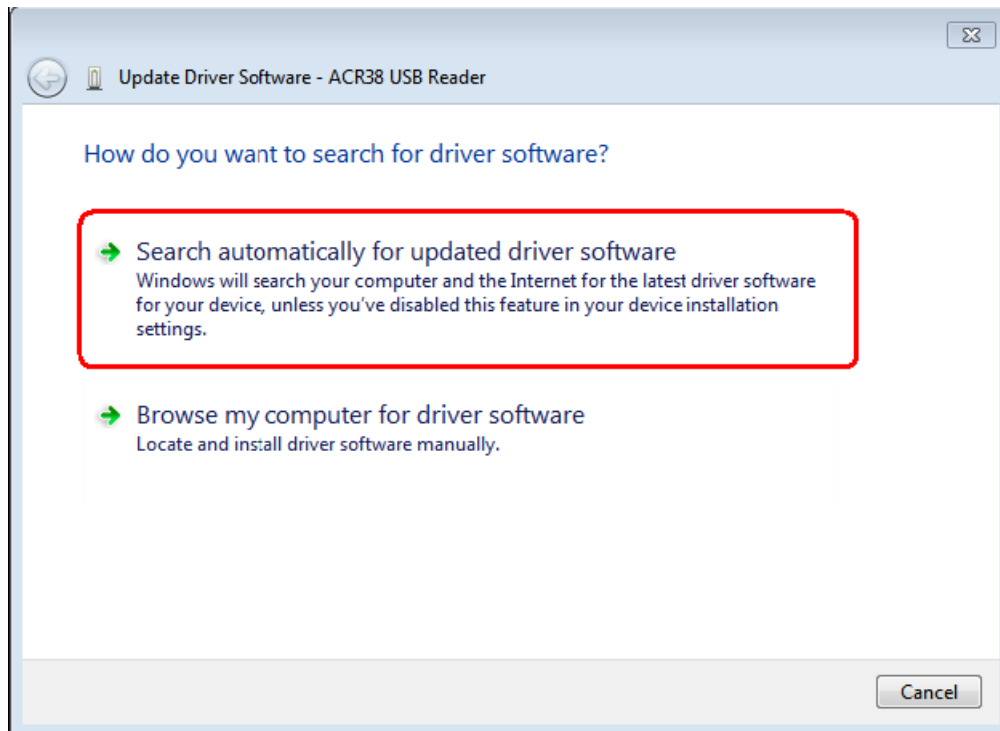 Update Driver Software - ACR38 USB Reader
How do you want to search for driver software?
Search automatically for updated driver software
Windows will search your computer and the Internet for the latest driver software
for your device, unless you've disabled this feature in your device installation
settings.
Browse my computer for driver software
Locate and install driver software manually.
Cancel